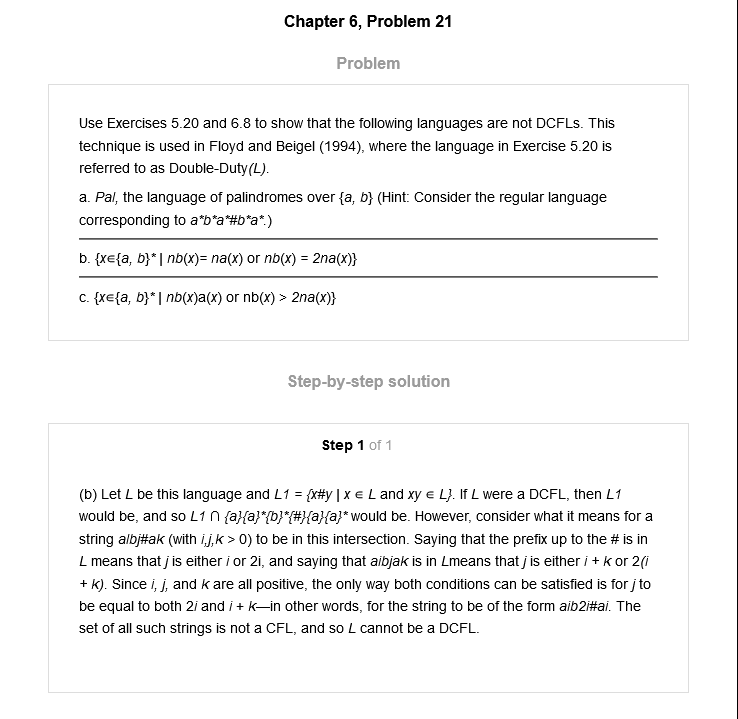 Chapter 6, Problem 21
Problem
Use Exercises 5.20 and 6.8 to show that the following languages are not DCFLs. This
technique is used in Floyd and Beigel (1994), where the language in Exercise 5.20 is
referred to as Double-Duty(L).
a. Pal, the language of palindromes over {a, b} (Hint: Consider the regular language
corresponding to a*b*a*#b*a*.)
b. {x∈{a, b}* | nb(x)= na(x) or nb(x) = 2na(x)}
c. {x∈{a, b}* | nb(x)a(x) or nb(x) > 2na(x)}
Step-by-step solution
Step 1 of 1
(b) Let L be this language and L1 = {x#y | x ∈ L and xy ∈ L}. If L were a DCFL, then L1
would be, and so L1 ∩ {a}{a}*{b}*{#}{a}{a}* would be. However, consider what it means for a
string aIbj#ak (with i,j,k > 0) to be in this intersection. Saying that the prefix up to the # is in
L means that j is either i or 2i, and saying that aibjak is in Lmeans that j is either i + k or 2(i
+ k). Since i, j, and k are all positive, the only way both conditions can be satisfied is for j to
be equal to both 2i and i + k—in other words, for the string to be of the form aib2i#ai. The
set of all such strings is not a CFL, and so L cannot be a DCFL.